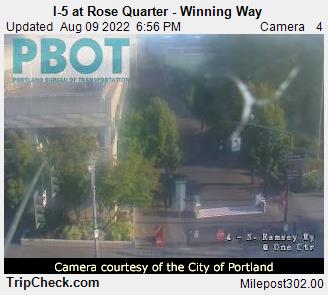 I-5 at Rose Quarter - Winning Way
Updated Aug 09 2022 6:56 PM Camera 4
PBOT
PORTLAND BUREAU OF TRANSPORTATION
4 - N. Ramsey Wy
@ One Ctr
Camera courtesy of the City of Portland
TripCheck.com Milepost302.00